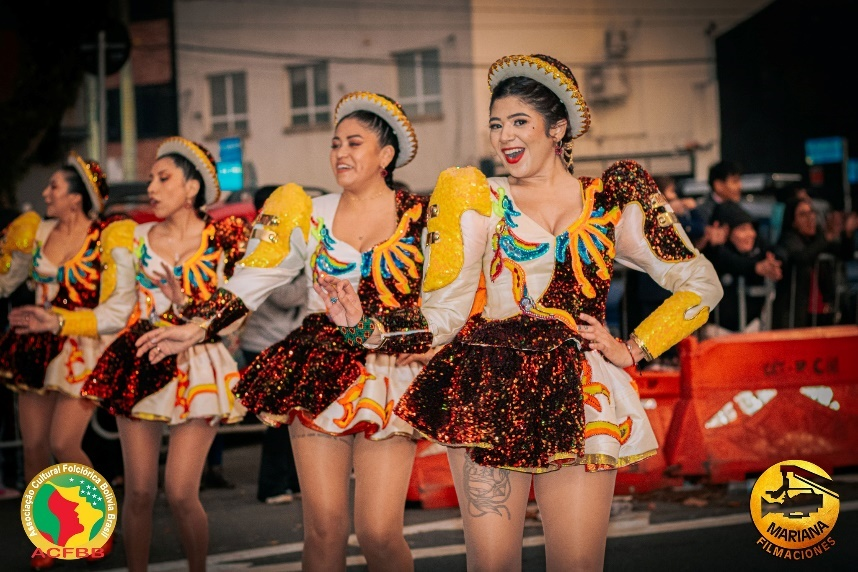 Associação Cultural Folclórica Bolívia Brasil
ACFBB
MARIANA
FILMACIONES